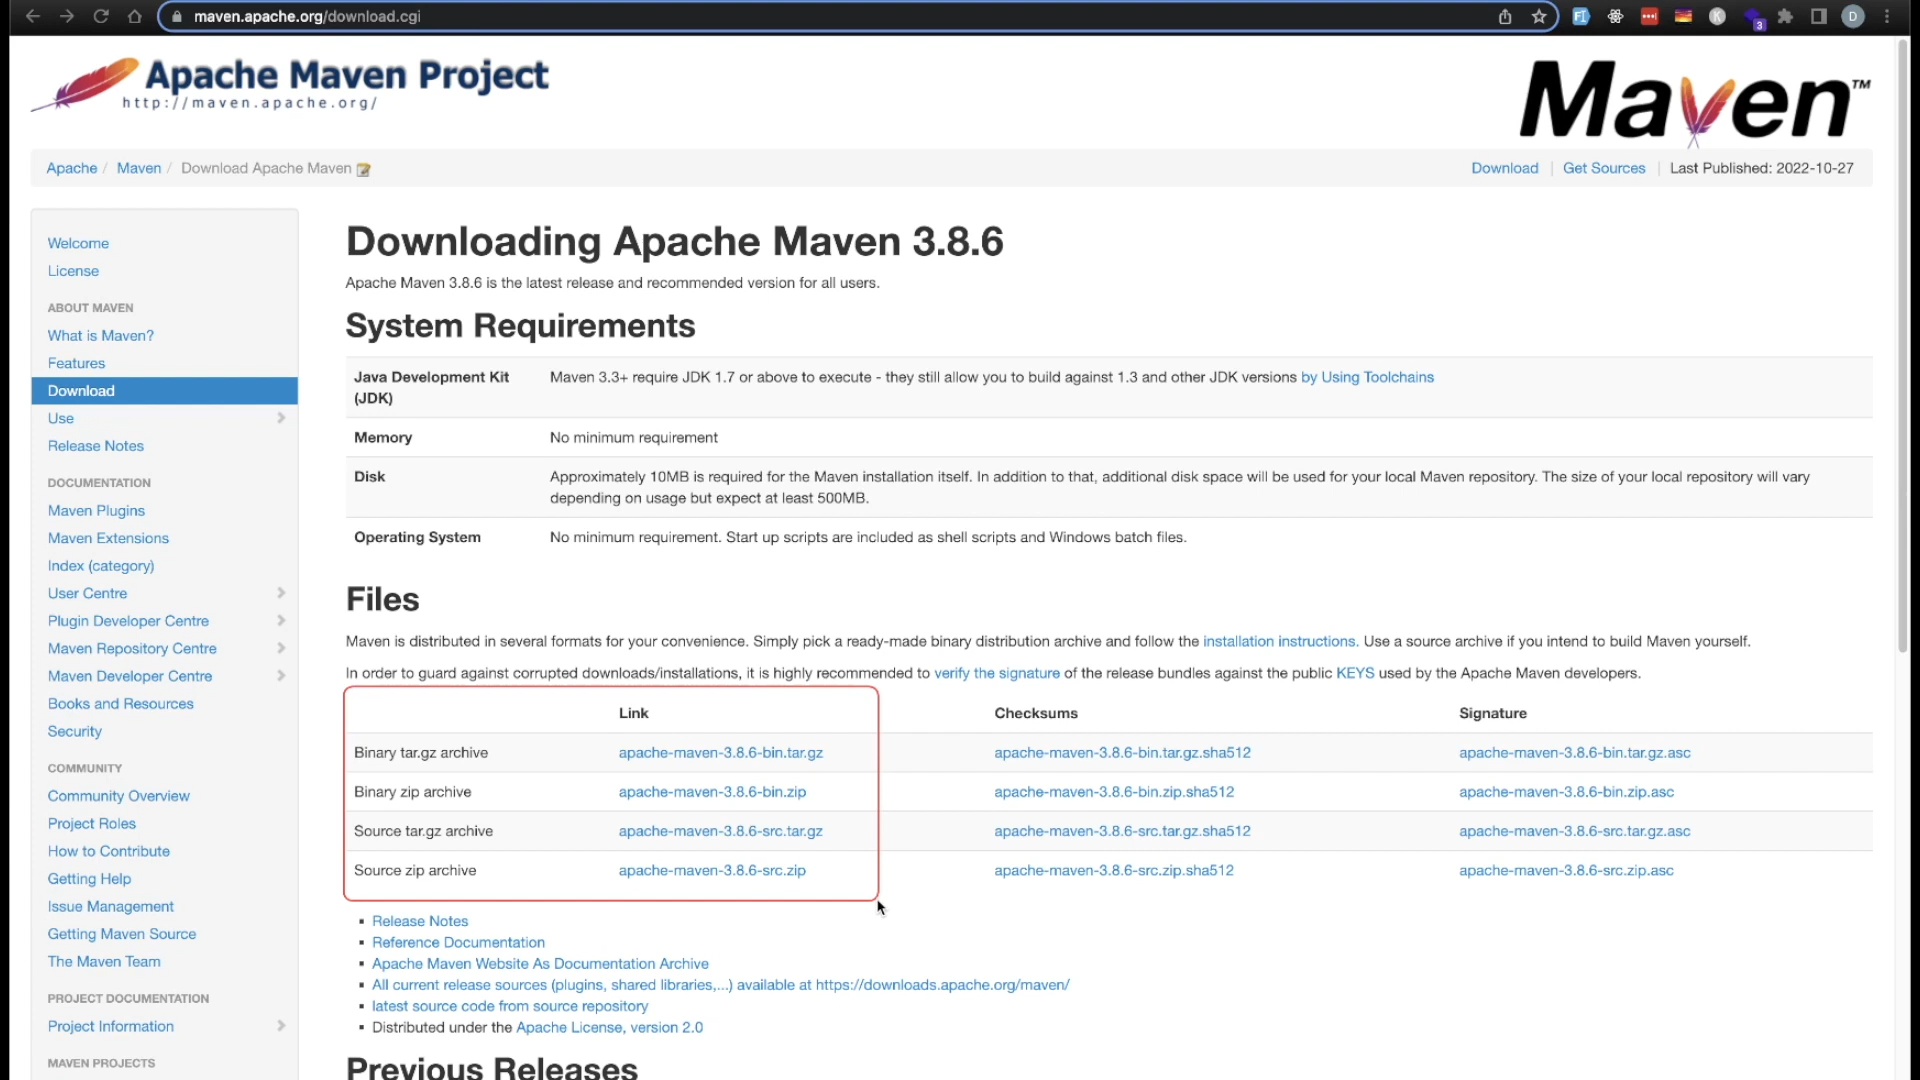 maven.apache.org/download.cgi
3
D
Apache Maven Project
http://maven.apache.org/
Maven™
Apache / Maven / Download Apache Maven
Download | Get Sources | Last Published: 2022-10-27
Welcome
License
ABOUT MAVEN
What is Maven?
Features
Download
Use
Release Notes
DOCUMENTATION
Maven Plugins
Maven Extensions
Index (category)
User Centre
Plugin Developer Centre
Maven Repository Centre
Maven Developer Centre
Books and Resources
Security
COMMUNITY
Community Overview
Project Roles
How to Contribute
Getting Help
Issue Management
Getting Maven Source
The Maven Team
PROJECT DOCUMENTATION
Project Information
MAVEN PROJECTS
Downloading Apache Maven 3.8.6
Apache Maven 3.8.6 is the latest release and recommended version for all users.
System Requirements
Java Development Kit (JDK) Maven 3.3+ require JDK 1.7 or above to execute - they still allow you to build against 1.3 and other JDK versions by Using Toolchains
Memory No minimum requirement
Disk Approximately 10MB is required for the Maven installation itself. In addition to that, additional disk space will be used for your local Maven repository. The size of your local repository will vary
depending on usage but expect at least 500MB.
Operating System No minimum requirement. Start up scripts are included as shell scripts and Windows batch files.
Files
Maven is distributed in several formats for your convenience. Simply pick a ready-made binary distribution archive and follow the installation instructions. Use a source archive if you intend to build Maven yourself.
In order to guard against corrupted downloads/installations, it is highly recommended to verify the signature of the release bundles against the public KEYS used by the Apache Maven developers.
Link Checksums Signature
Binary tar.gz archive apache-maven-3.8.6-bin.tar.gz apache-maven-3.8.6-bin.tar.gz.sha512 apache-maven-3.8.6-bin.tar.gz.asc
Binary zip archive apache-maven-3.8.6-bin.zip apache-maven-3.8.6-bin.zip.sha512 apache-maven-3.8.6-bin.zip.asc
Source tar.gz archive apache-maven-3.8.6-src.tar.gz apache-maven-3.8.6-src.tar.gz.sha512 apache-maven-3.8.6-src.tar.gz.asc
Source zip archive apache-maven-3.8.6-src.zip apache-maven-3.8.6-src.zip.sha512 apache-maven-3.8.6-src.zip.asc
▪ Release Notes
▪ Reference Documentation
▪ Apache Maven Website As Documentation Archive
▪ All current release sources (plugins, shared libraries,...) available at https://downloads.apache.org/maven/
▪ latest source code from source repository
▪ Distributed under the Apache License, version 2.0
Previous Releases